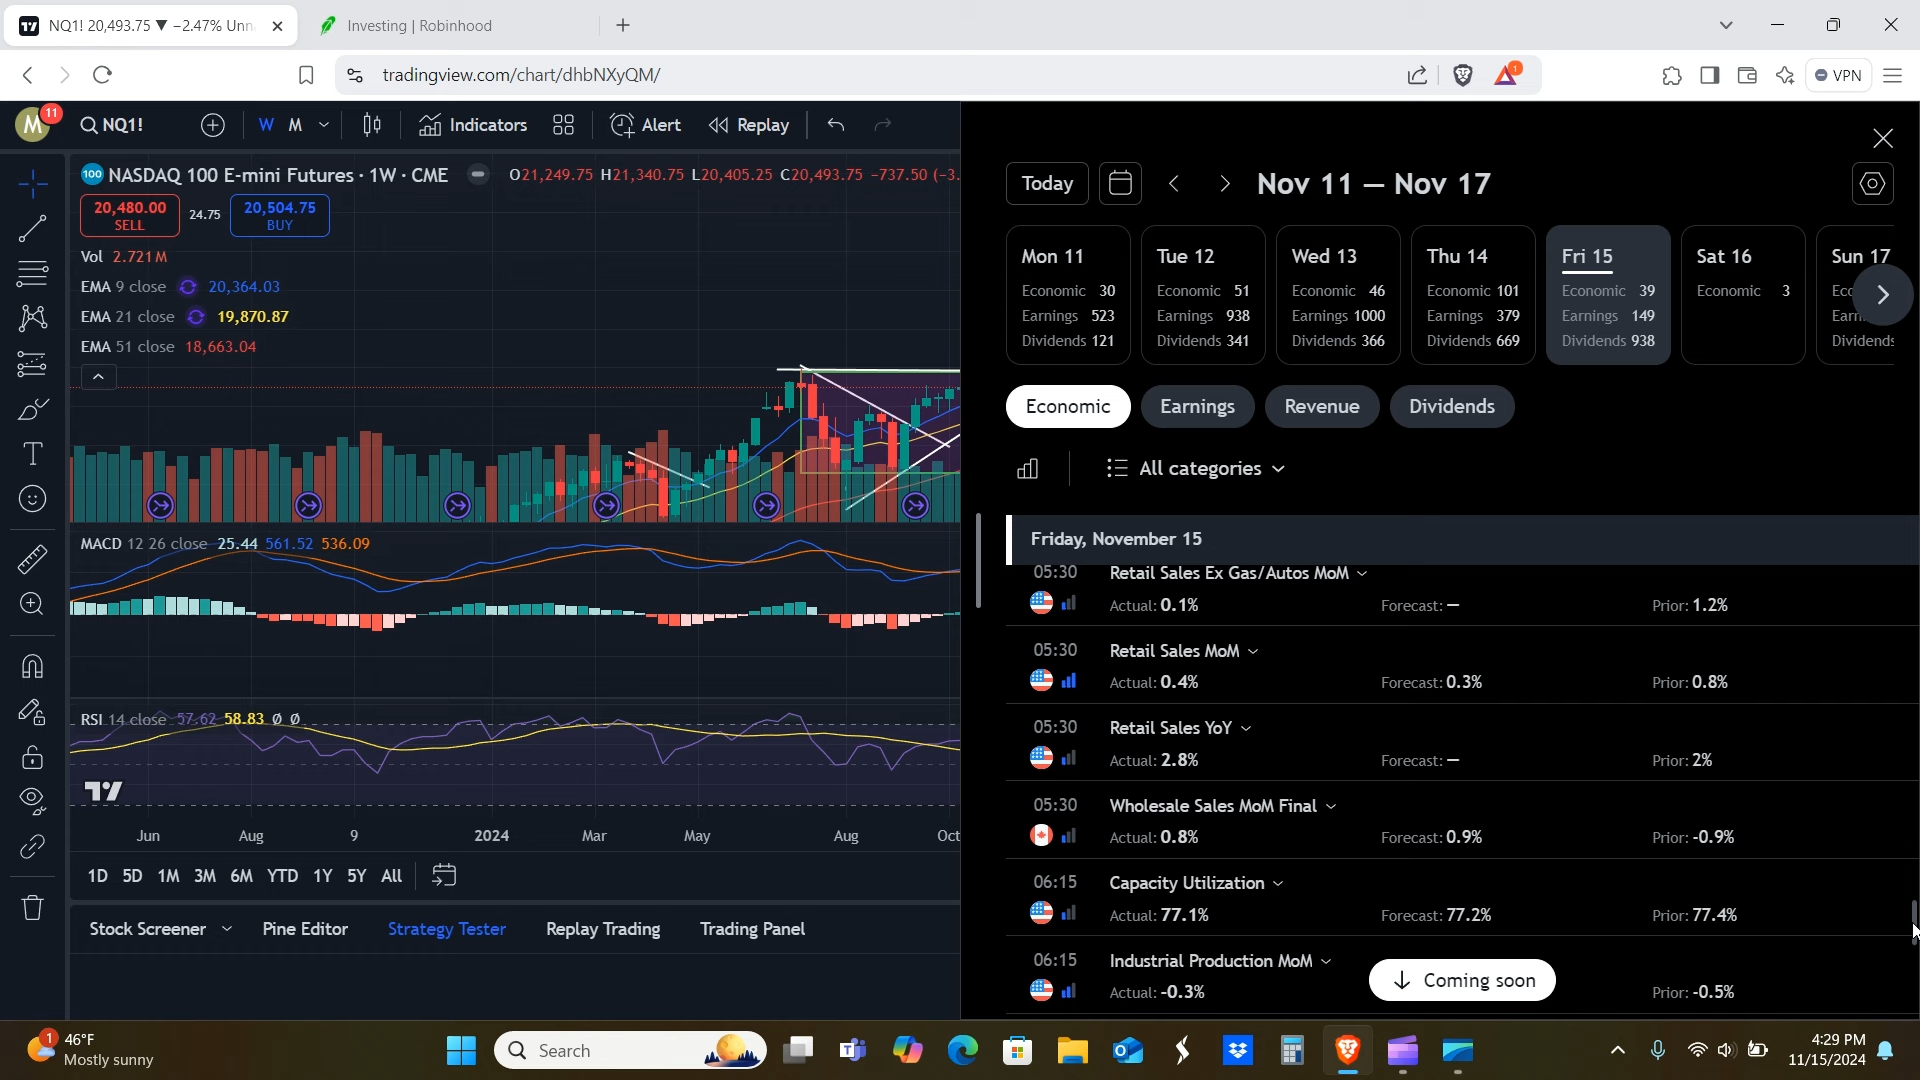 NQ1! 20,493.75 ▼ −2.47% Unn
Investing | Robinhood
tradingview.com/chart/dhbNXyQM/
1
VPN
M
11
NQ1!
W
M
Indicators
Alert
Replay
100
NASDAQ 100 E-mini Futures · 1W · CME
O21,249.75 H21,340.75 L20,405.25 C20,493.75 −737.50 (−3.
20,480.00
SELL
24.75
20,504.75
BUY
Vol 2.721 M
EMA 9 close 20,364.03
EMA 21 close 19,870.87
EMA 51 close 18,663.04
MACD 12 26 close 25.44 561.52 536.09
RSI 14 close 57.62 58.83 Ø Ø
Jun Aug 9 2024 Mar May Aug Oct
1D 5D 1M 3M 6M YTD 1Y 5Y All
Stock Screener Pine Editor Strategy Tester Replay Trading Trading Panel
Today
Nov 11 — Nov 17
Mon 11
Economic 30
Earnings 523
Dividends 121
Tue 12
Economic 51
Earnings 938
Dividends 341
Wed 13
Economic 46
Earnings 1000
Dividends 366
Thu 14
Economic 101
Earnings 379
Dividends 669
Fri 15
Economic 39
Earnings 149
Dividends 938
Sat 16
Economic 3
Sun 17
Ec
Earn
Dividends
Economic Earnings Revenue Dividends
All categories
Friday, November 15
05:30 Retail Sales Ex Gas/Autos MoM
Actual: 0.1% Forecast: — Prior: 1.2%
05:30 Retail Sales MoM
Actual: 0.4% Forecast: 0.3% Prior: 0.8%
05:30 Retail Sales YoY
Actual: 2.8% Forecast: — Prior: 2%
05:30 Wholesale Sales MoM Final
Actual: 0.8% Forecast: 0.9% Prior: -0.9%
06:15 Capacity Utilization
Actual: 77.1% Forecast: 77.2% Prior: 77.4%
06:15 Industrial Production MoM
Actual: -0.3% Prior: -0.5%
Coming soon
1
46°F
Mostly sunny
Search
4:29 PM
11/15/2024